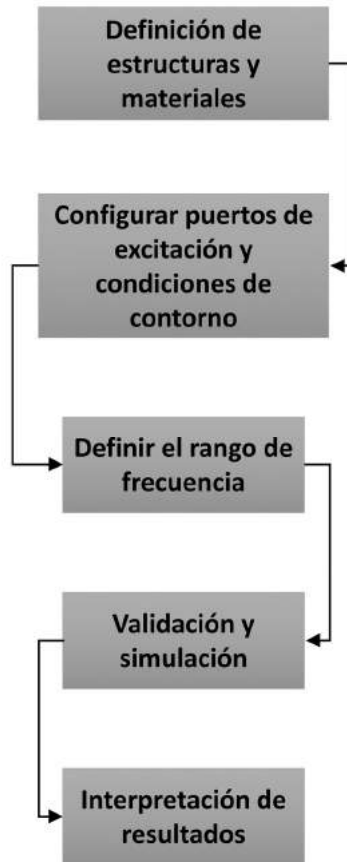 Definición de
estructuras y
materiales
Configurar puertos de
excitación y
condiciones de
contorno
Definir el rango de
frecuencia
Validación y
simulación
Interpretación de
resultados